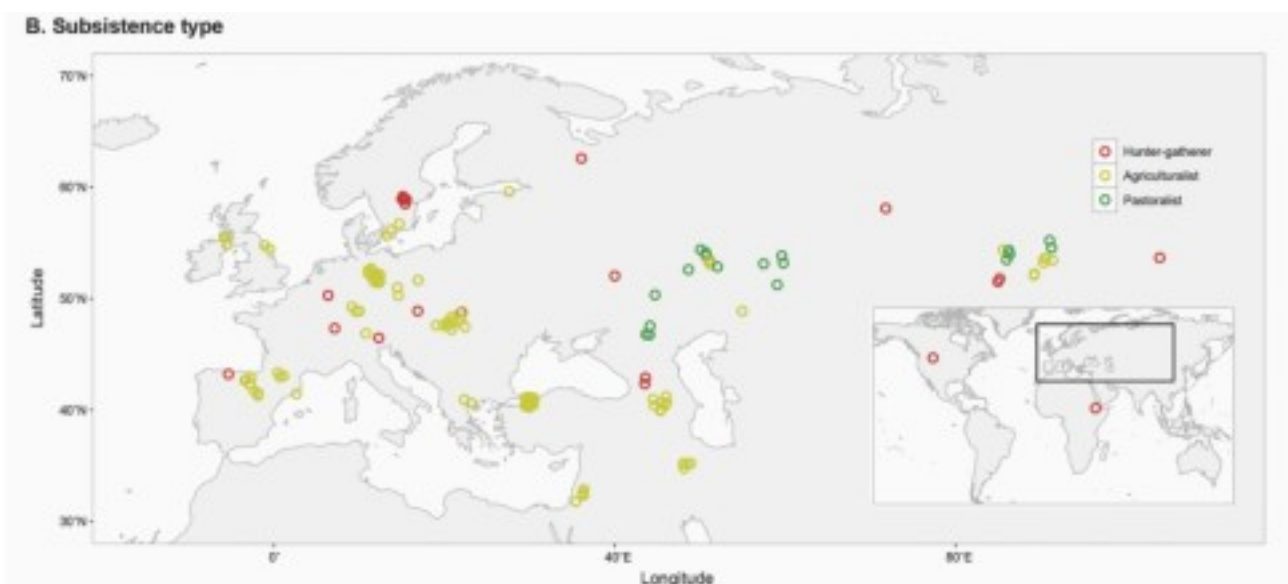 B. Subsistence type
70°N
60°N
50°N
40°N
30°N
Latitude
Hunter-gatherer
Agriculturalist
Pastoralist
0°
40°E
80°E
Longitude